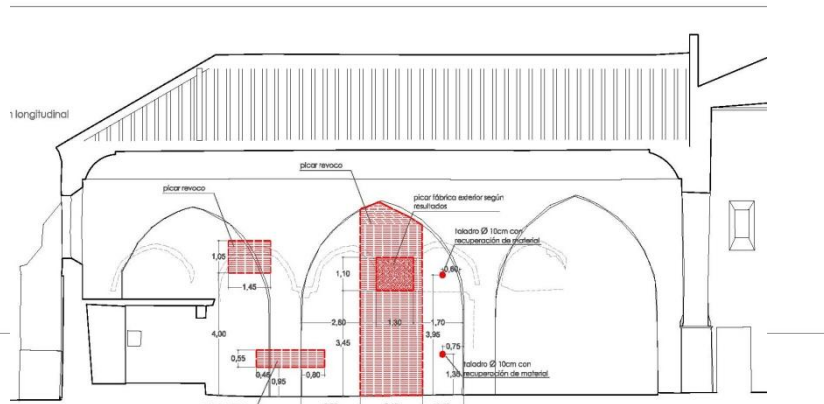 longitudinal
picar revoco
picar revoco
picar fábrica exterior según
resultados
taladro Ø 10cm con
recuperación de material
1,05
1,45
1,10
0,60
4,00
2,60
1,30
1,70
3,45
3,95
0,75
0,55
0,45
0,95
0,80
1,35
taladro Ø 10cm con
recuperación de material